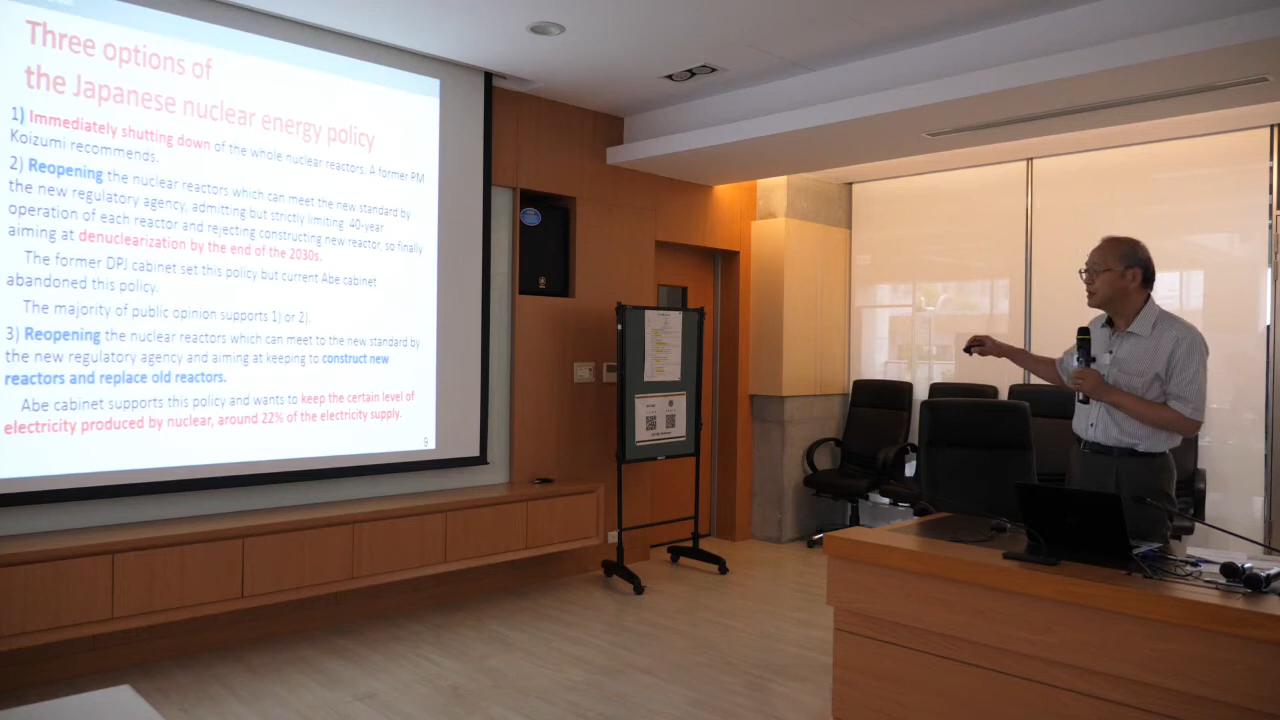 Three options of
the Japanese nuclear energy policy
1) Immediately shutting down of the whole nuclear reactors. A former PM
Koizumi recommends.
2) Reopening the nuclear reactors which can meet the new standard by
the new regulatory agency, admitting but strictly limiting 40-year
operation of each reactor and rejecting constructing new reactor, so finally
aiming at denuclearization by the end of the 2030s.
The former DPJ cabinet set this policy but current Abe cabinet
abandoned this policy.
The majority of public opinion supports 1) or 2).
3) Reopening the nuclear reactors which can meet to the new standard by
the new regulatory agency and aiming at keeping to construct new
reactors and replace old reactors.
Abe cabinet supports this policy and wants to keep the certain level of
electricity produced by nuclear, around 22% of the electricity supply.
9